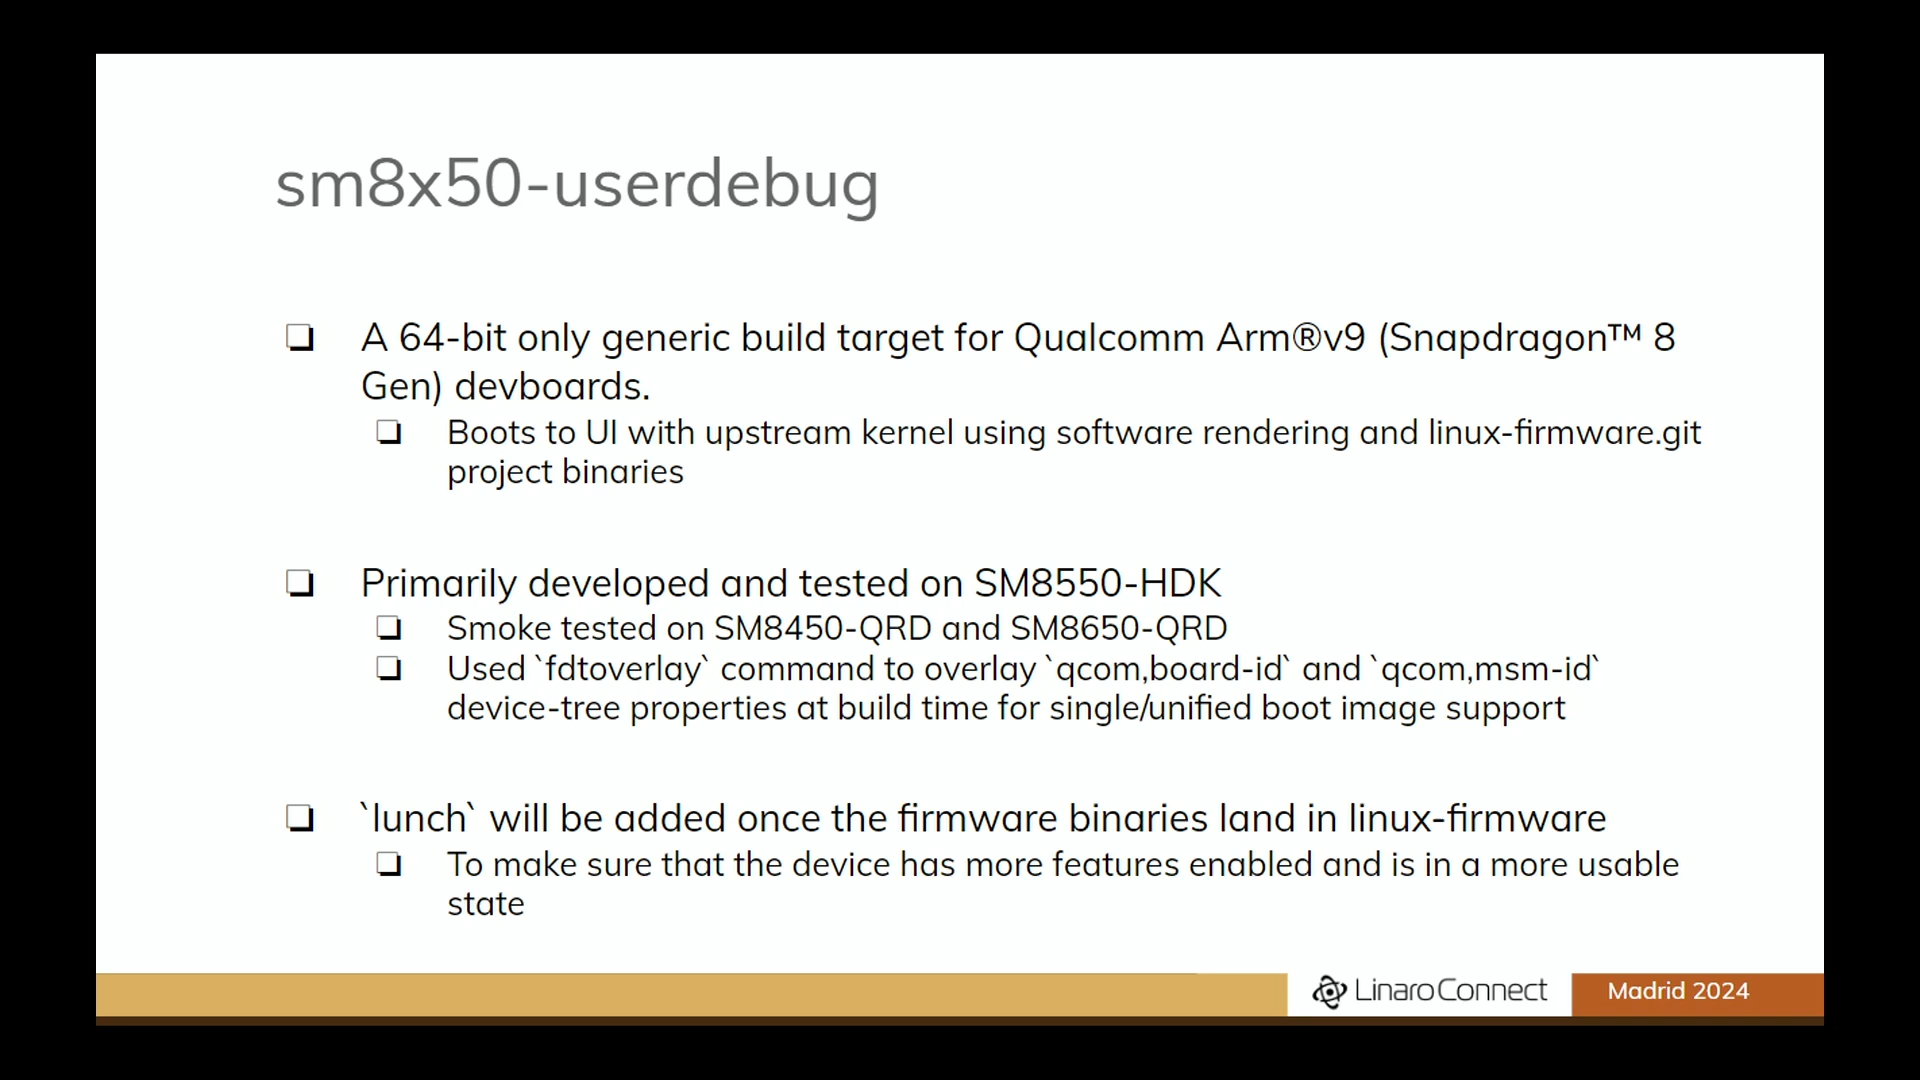 sm8x50-userdebug
A 64-bit only generic build target for Qualcomm Arm®v9 (Snapdragon™ 8
Gen) devboards.
Boots to UI with upstream kernel using software rendering and linux-firmware.git
project binaries
Primarily developed and tested on SM8550-HDK
Smoke tested on SM8450-QRD and SM8650-QRD
Used `fdtoverlay` command to overlay `qcom,board-id` and `qcom,msm-id`
device-tree properties at build time for single/unified boot image support
`lunch` will be added once the firmware binaries land in linux-firmware
To make sure that the device has more features enabled and is in a more usable
state
Linaro Connect
Madrid 2024